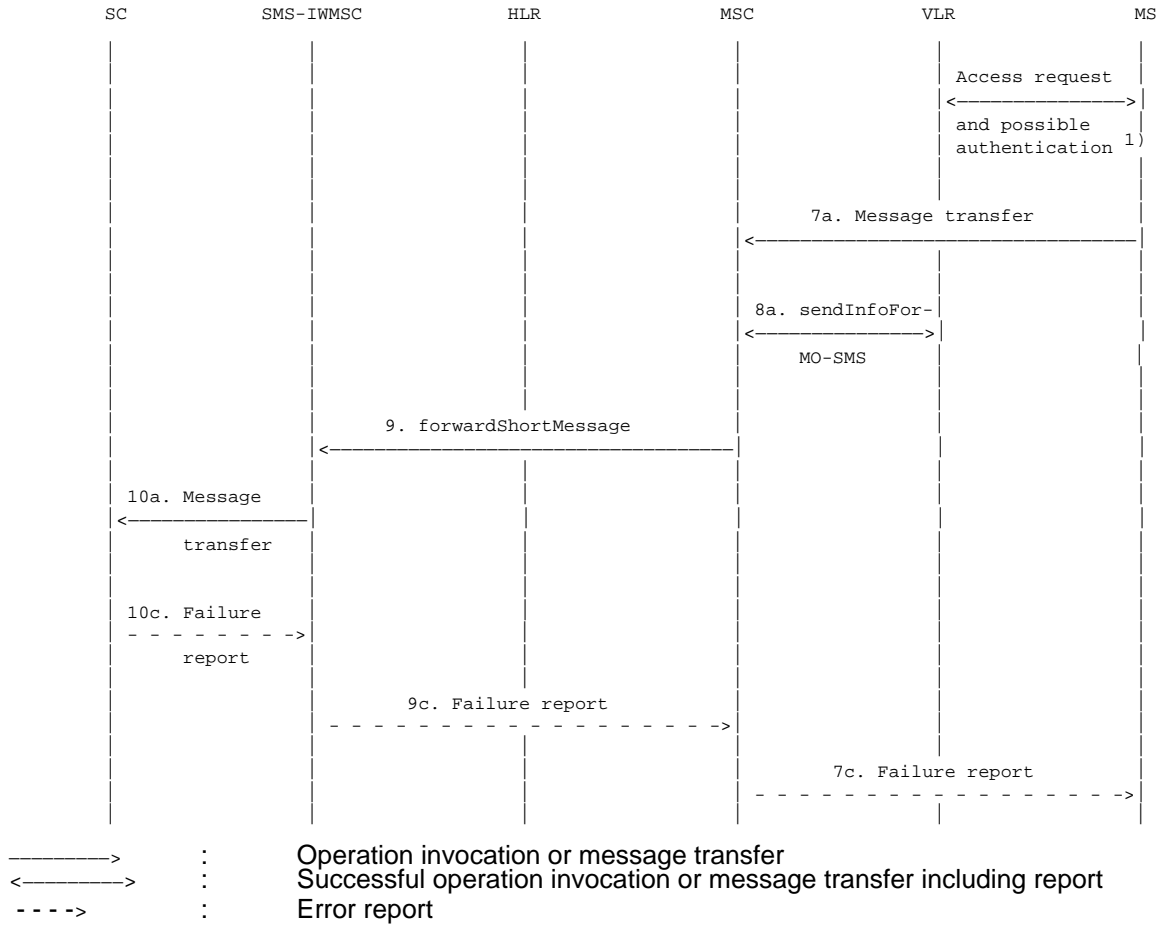 SC SMS-IWMSC HLR MSC VLR MS
Access request
and possible
authentication 1)
7a. Message transfer
8a. sendInfoFor-
MO-SMS
9. forwardShortMessage
10a. Message
transfer
10c. Failure
report
9c. Failure report
7c. Failure report
: Operation invocation or message transfer
: Successful operation invocation or message transfer including report
: Error report